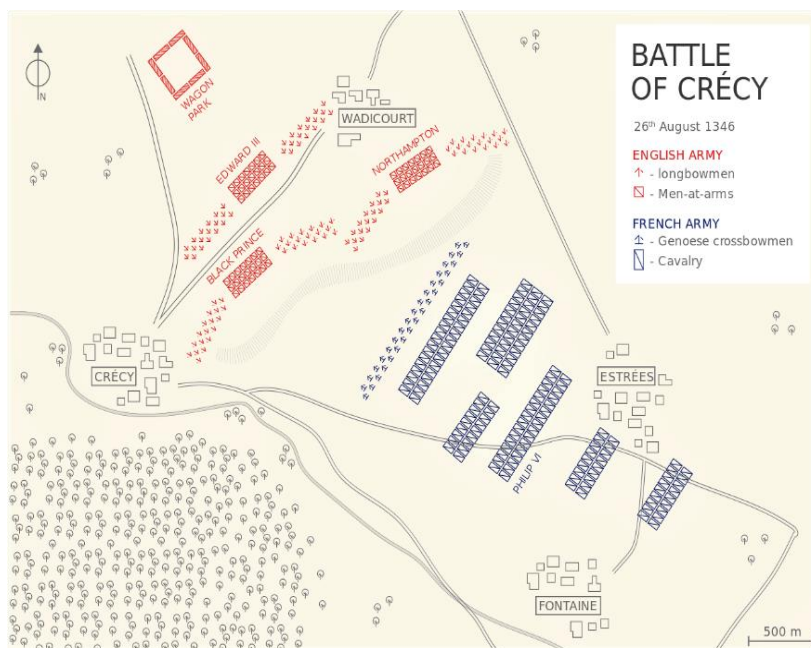 BATTLE
OF CRÉCY
26th August 1346
ENGLISH ARMY
- longbowmen
- Men-at-arms
FRENCH ARMY
- Genoese crossbowmen
- Cavalry
N
WAGON
PARK
WADICOURT
EDWARD III
NORTHAMPTON
BLACK PRINCE
CRÉCY
ESTRÉES
PHILIP VI
FONTAINE
500 m